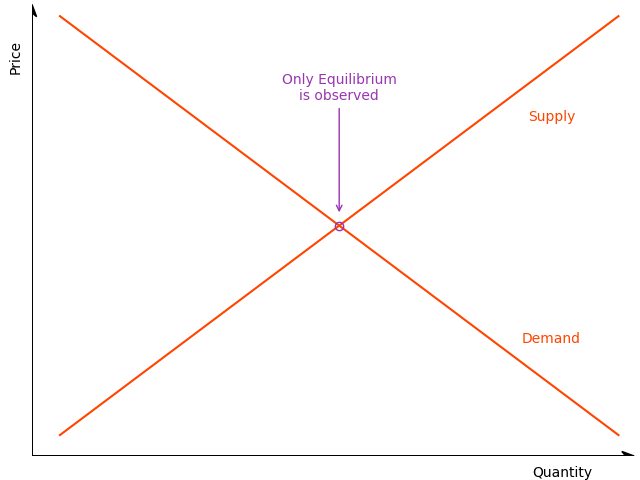 Price
Only Equilibrium
is observed
Supply
Demand
Quantity